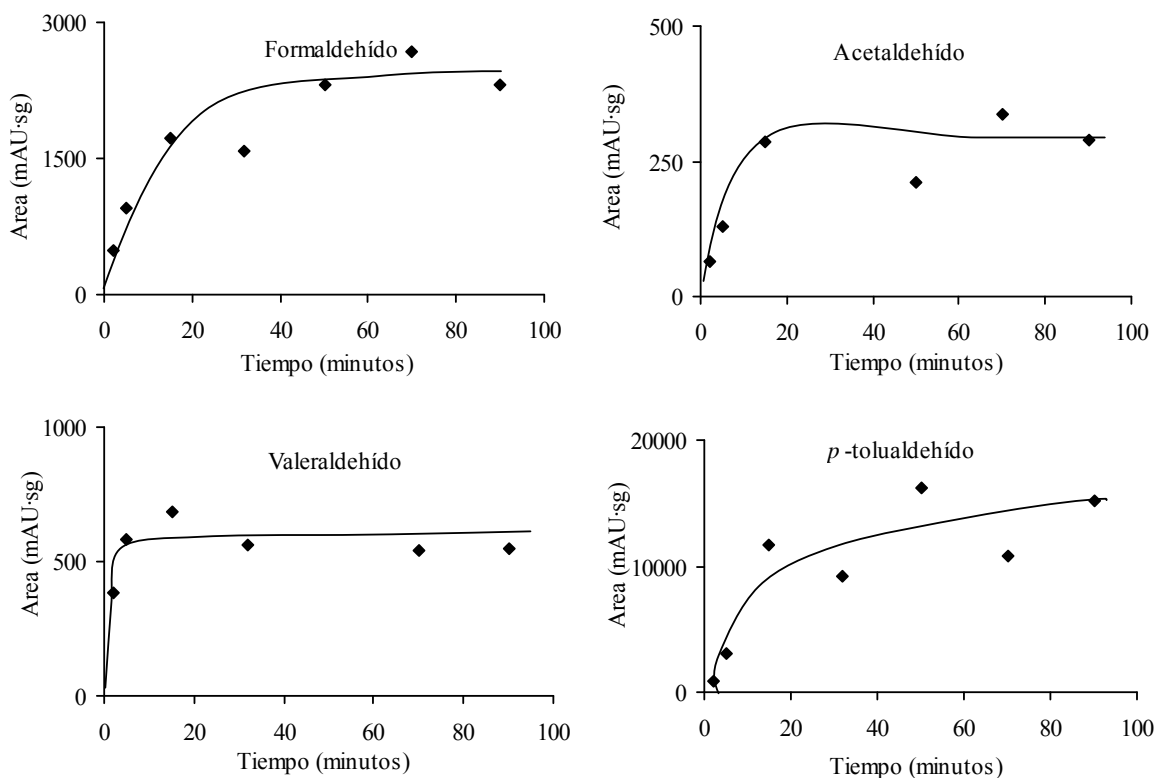 Formaldehído
3000
1500
0
Area (mAU·sg)
0 20 40 60 80 100
Tiempo (minutos)
Acetaldehído
500
250
0
Area (mAU·sg)
0 20 40 60 80 100
Tiempo (minutos)
Valeraldehído
1000
500
0
Area (mAU·sg)
0 20 40 60 80 100
Tiempo (minutos)
p -tolualdehído
20000
10000
0
Area (mAU·sg)
0 20 40 60 80 100
Tiempo (minutos)